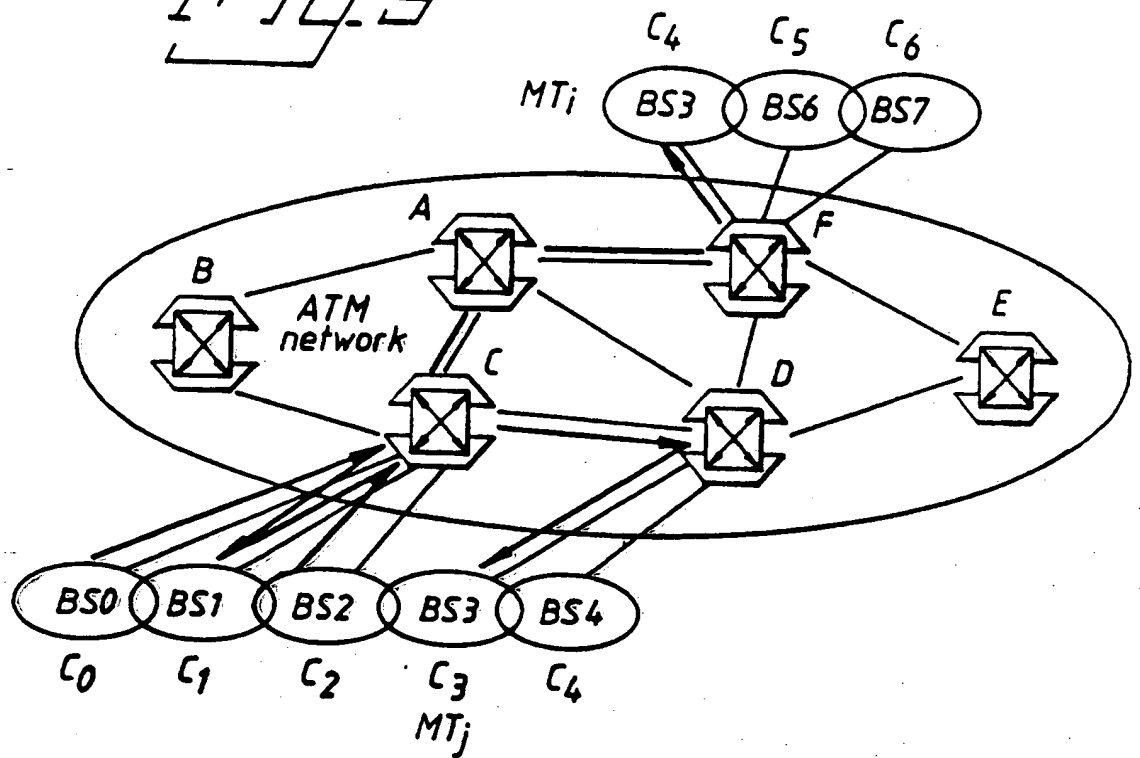 C4 C5 C6
MTi BS3 BS6 BS7
A F
B E
ATM
network
C D
BS0 BS1 BS2 BS3 BS4
C0 C1 C2 C3 C4
MTj